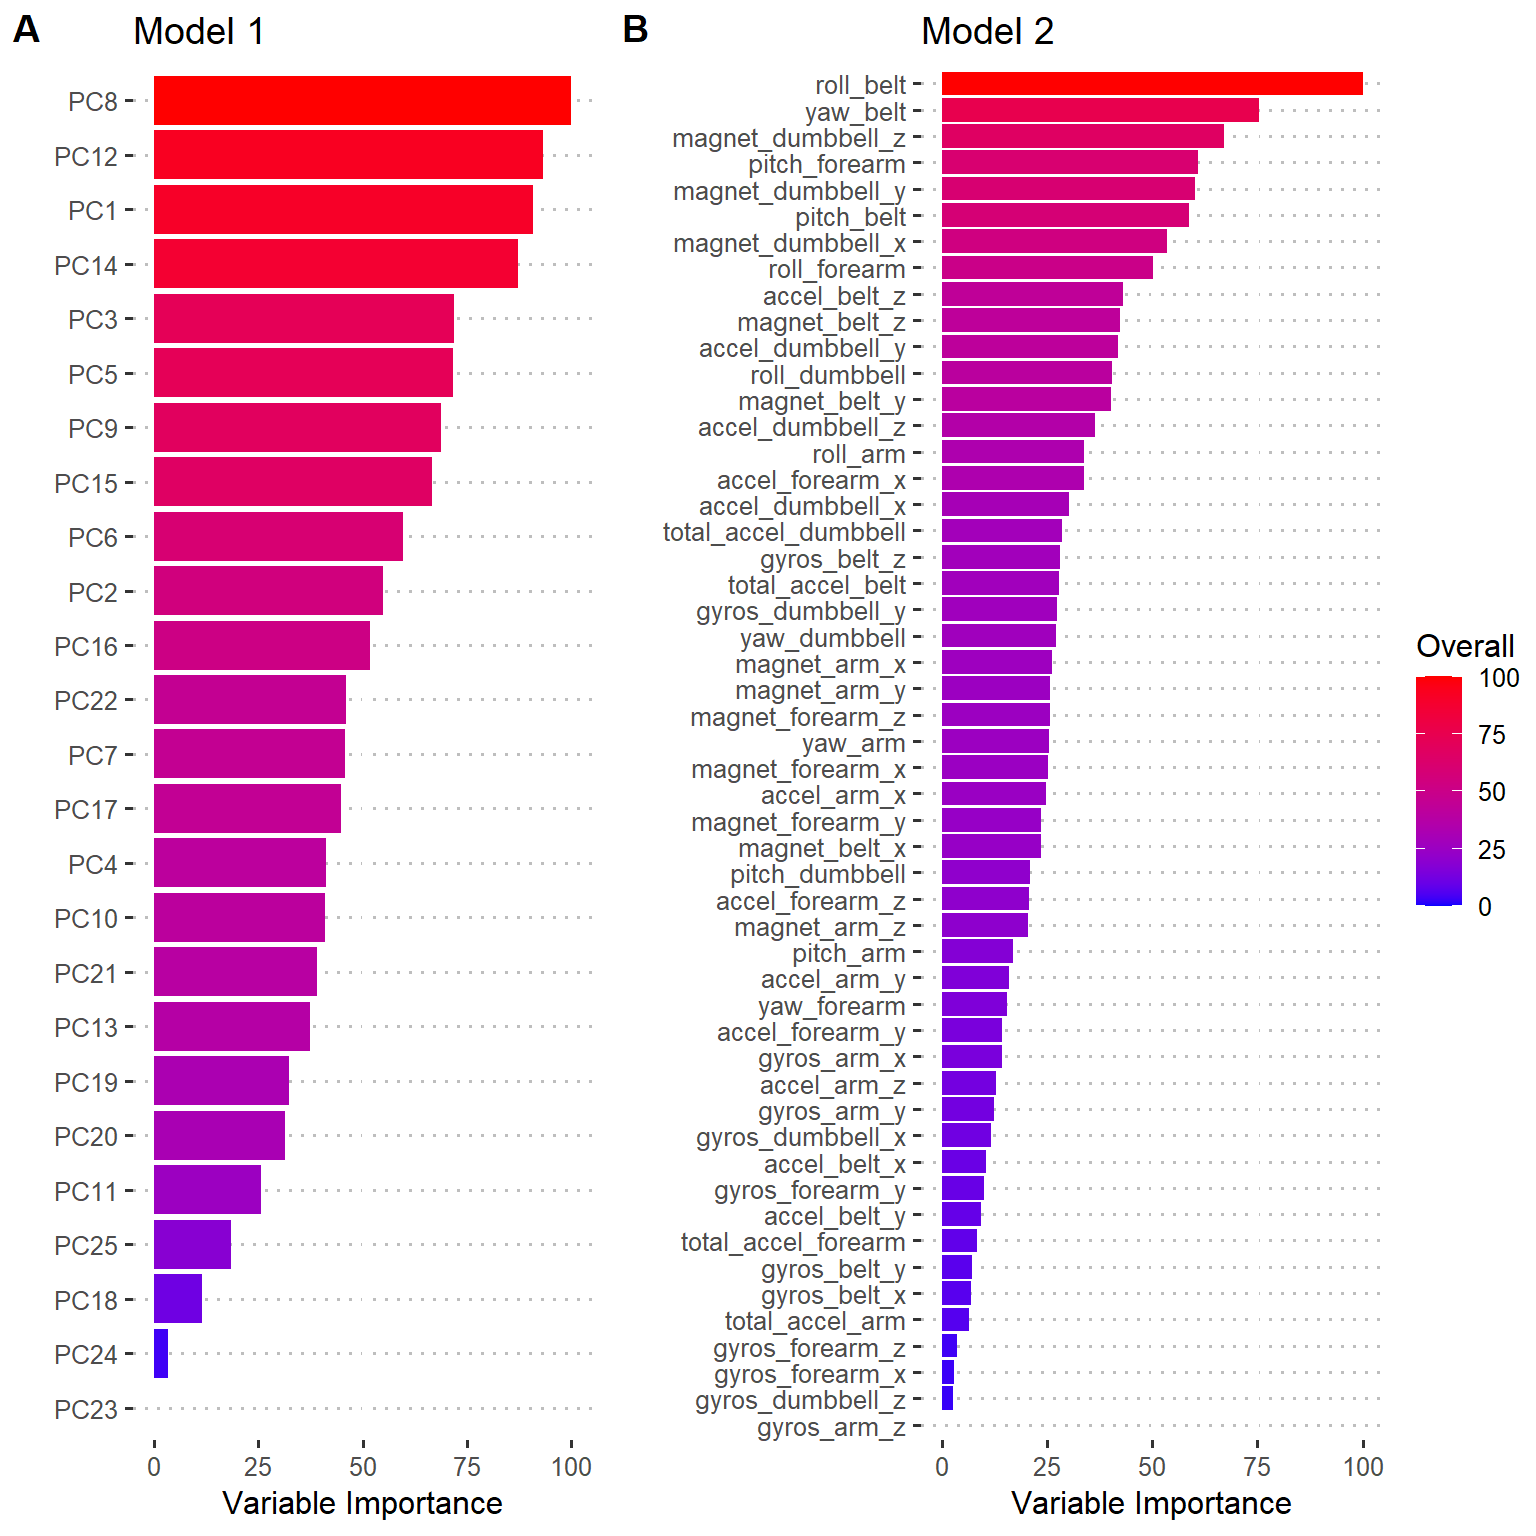 A
Model 1
PC8
PC12
PC1
PC14
PC3
PC5
PC9
PC15
PC6
PC2
PC16
PC22
PC7
PC17
PC4
PC10
PC21
PC13
PC19
PC20
PC11
PC25
PC18
PC24
PC23
0 25 50 75 100
Variable Importance
B
Model 2
roll_belt
yaw_belt
magnet_dumbbell_z
pitch_forearm
magnet_dumbbell_y
pitch_belt
magnet_dumbbell_x
roll_forearm
accel_belt_z
magnet_belt_z
accel_dumbbell_y
roll_dumbbell
magnet_belt_y
accel_dumbbell_z
roll_arm
accel_forearm_x
accel_dumbbell_x
total_accel_dumbbell
gyros_belt_z
total_accel_belt
gyros_dumbbell_y
yaw_dumbbell
magnet_arm_x
magnet_arm_y
magnet_forearm_z
yaw_arm
magnet_forearm_x
accel_arm_x
magnet_forearm_y
magnet_belt_x
pitch_dumbbell
accel_forearm_z
magnet_arm_z
pitch_arm
accel_arm_y
yaw_forearm
accel_forearm_y
gyros_arm_x
accel_arm_z
gyros_arm_y
gyros_dumbbell_x
accel_belt_x
gyros_forearm_y
accel_belt_y
total_accel_forearm
gyros_belt_y
gyros_belt_x
total_accel_arm
gyros_forearm_z
gyros_forearm_x
gyros_dumbbell_z
gyros_arm_z
0 25 50 75 100
Variable Importance
Overall
100
75
50
25
0